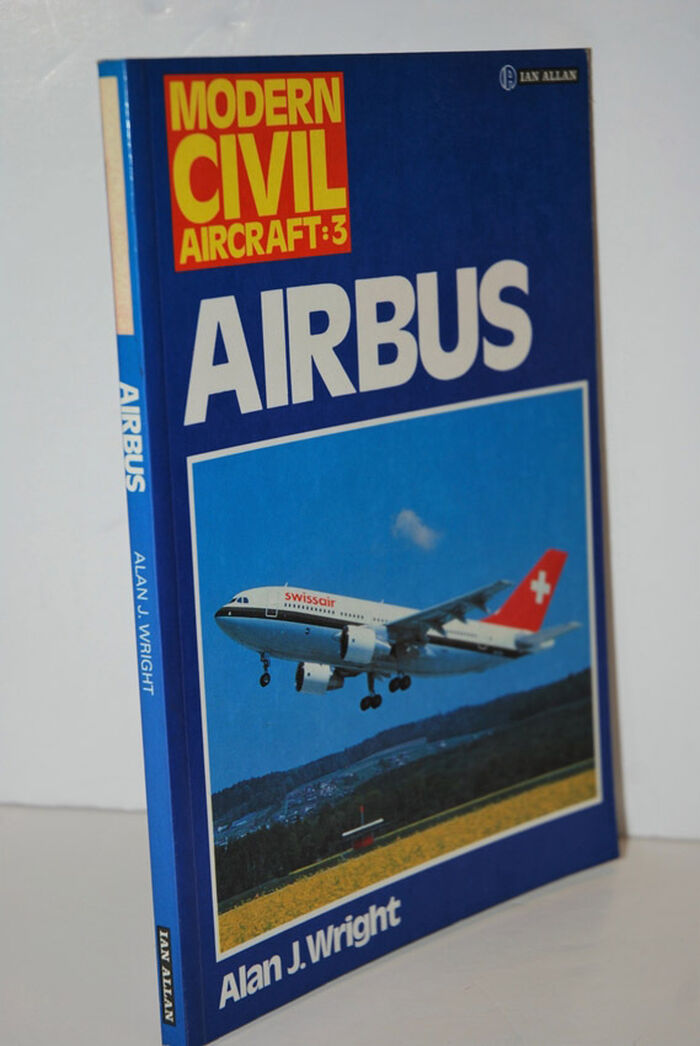 IAN ALLAN
MODERN
CIVIL
AIRCRAFT:3
AIRBUS
swissair
Alan J. Wright
AIRBUS
ALAN J. WRIGHT
IAN ALLAN